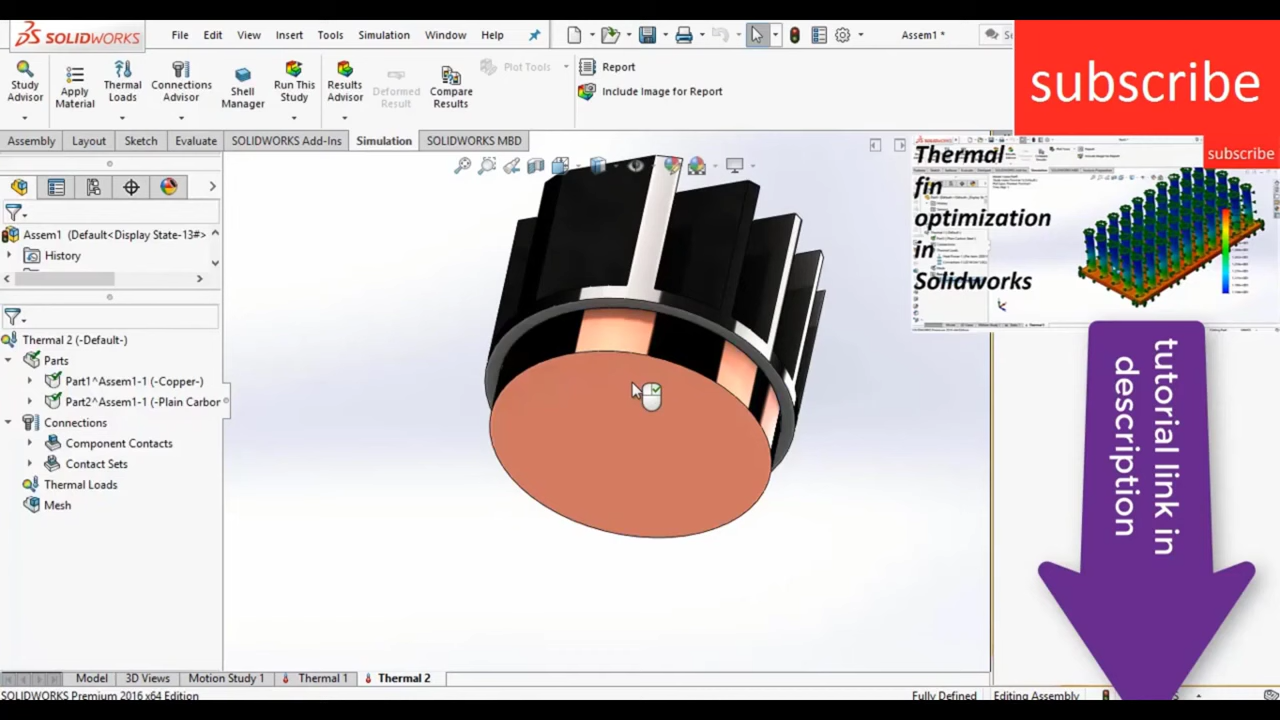 SOLIDWORKS
File Edit View Insert Tools Simulation Window Help
Assem1 *
subscribe
Study Advisor
Apply Material
Thermal Loads
Connections Advisor
Shell Manager
Run This Study
Results Advisor
Deformed Result
Compare Results
Plot Tools
Report
Include Image for Report
Assembly Layout Sketch Evaluate SOLIDWORKS Add-Ins Simulation SOLIDWORKS MBD
subscribe
Thermal
fin
optimization
in
Solidworks
Assem1 (Default<Display State-13#>
History
Thermal 2 (-Default-)
Parts
Part1^Assem1-1 (-Copper-)
Part2^Assem1-1 (-Plain Carbor
Connections
Component Contacts
Contact Sets
Thermal Loads
Mesh
tutorial link in
description
Model 3D Views Motion Study 1 Thermal 1 Thermal 2
SOLIDWORKS Premium 2016 x64 Edition
Fully Defined Editing Assembly